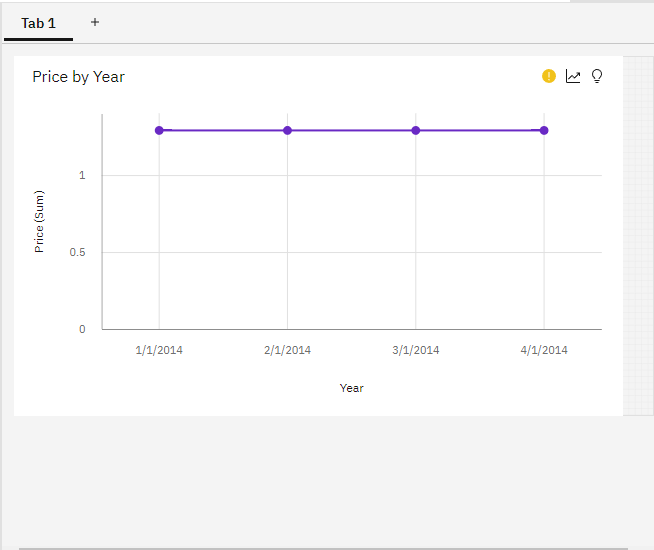 Tab 1 +
Price by Year
1
0.5
0
Price (Sum)
1/1/2014 2/1/2014 3/1/2014 4/1/2014
Year